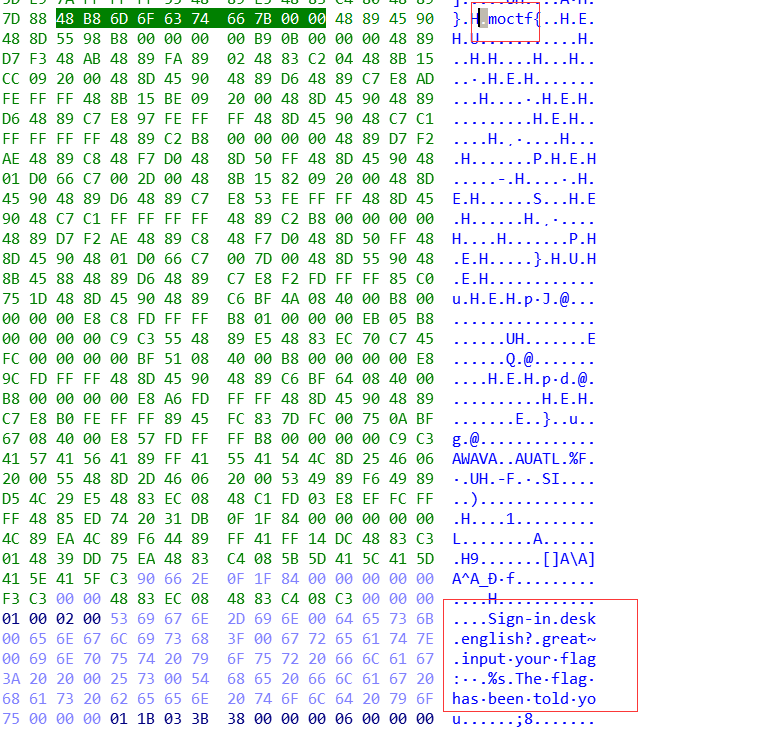 7D 88 48 B8 6D 6F 63 74 66 7B 00 00 48 89 45 90 }.H.moctf{..H.E.
48 8D 55 98 B8 00 00 00 00 B9 0B 00 00 00 48 89 H.U...........H.
D7 F3 48 AB 48 89 FA 89 02 48 83 C2 04 48 8B 15 ..H.H....H...H..
CC 09 20 00 48 8D 45 90 48 89 D6 48 89 C7 E8 AD ..·.H.E.H..H....
FE FF FF 48 8B 15 BE 09 20 00 48 8D 45 90 48 89 ...H....·.H.E.H.
D6 48 89 C7 E8 97 FE FF FF 48 8D 45 90 48 C7 C1 .H.......H.E.H..
FF FF FF FF 48 89 C2 B8 00 00 00 00 48 89 D7 F2 ....H.......H...
AE 48 89 C8 48 F7 D0 48 8D 50 FF 48 8D 45 90 48 .H..H..H.P.H.E.H
01 D0 66 C7 00 2D 00 48 8B 15 82 09 20 00 48 8D .....-.H....·.H.
45 90 48 89 D6 48 89 C7 E8 53 FE FF FF 48 8D 45 E.H..H...S...H.E
90 48 C7 C1 FF FF FF FF 48 89 C2 B8 00 00 00 00 .H......H.......
48 89 D7 F2 AE 48 89 C8 48 F7 D0 48 8D 50 FF 48 H....H..H..H.P.H
8D 45 90 48 01 D0 66 C7 00 7D 00 48 8D 55 90 48 .E.H.....}.H.U.H
8B 45 88 48 89 D6 48 89 C7 E8 F2 FD FF FF 85 C0 .E.H..H.........
75 1D 48 8D 45 90 48 89 C6 BF 4A 08 40 00 B8 00 u.H.E.H.p·J.@...
00 00 00 E8 C8 FD FF FF B8 01 00 00 00 EB 05 B8 ................
00 00 00 00 C9 C3 55 48 89 E5 48 83 EC 70 C7 45 ......UH.......E
FC 00 00 00 00 BF 51 08 40 00 B8 00 00 00 00 E8 ......Q.@.......
9C FD FF FF 48 8D 45 90 48 89 C6 BF 64 08 40 00 ....H.E.H.p·d.@.
B8 00 00 00 00 E8 A6 FD FF FF 48 8D 45 90 48 89 ..........H.E.H.
C7 E8 B0 FE FF FF 89 45 FC 83 7D FC 00 75 0A BF .......E..}..u..
67 08 40 00 E8 57 FD FF FF B8 00 00 00 00 C9 C3 g.@.............
41 57 41 56 41 89 FF 41 55 41 54 4C 8D 25 46 06 AWAVA..AUATL.%F.
20 00 55 48 8D 2D 46 06 20 00 53 49 89 F6 49 89 ·.UH.-F.·.SI....
D5 4C 29 E5 48 83 EC 08 48 C1 FD 03 E8 EF FC FF ..)............
FF 48 85 ED 74 20 31 DB 0F 1F 84 00 00 00 00 00 .H....1.........
4C 89 EA 4C 89 F6 44 89 FF 41 FF 14 DC 48 83 C3 L........A......
01 48 39 DD 75 EA 48 83 C4 08 5B 5D 41 5C 41 5D .H9.......[]A\A]
41 5E 41 5F C3 90 66 2E 0F 1F 84 00 00 00 00 00 A^A_Ð·f.........
F3 C3 00 00 48 83 EC 08 48 83 C4 08 C3 00 00 00 ....H...........
01 00 02 00 53 69 67 6E 2D 69 6E 00 64 65 73 6B ....Sign-in.desk
00 65 6E 67 6C 69 73 68 3F 00 67 72 65 61 74 7E .english?.great~
00 69 6E 70 75 74 20 79 6F 75 72 20 66 6C 61 67 .input·your·flag
3A 20 20 00 25 73 00 54 68 65 20 66 6C 61 67 20 :··.%s.The·flag·
68 61 73 20 62 65 65 6E 20 74 6F 6C 64 20 79 6F has·been·told·yo
75 00 00 00 01 1B 03 3B 38 00 00 00 06 00 00 00 u......;8.......